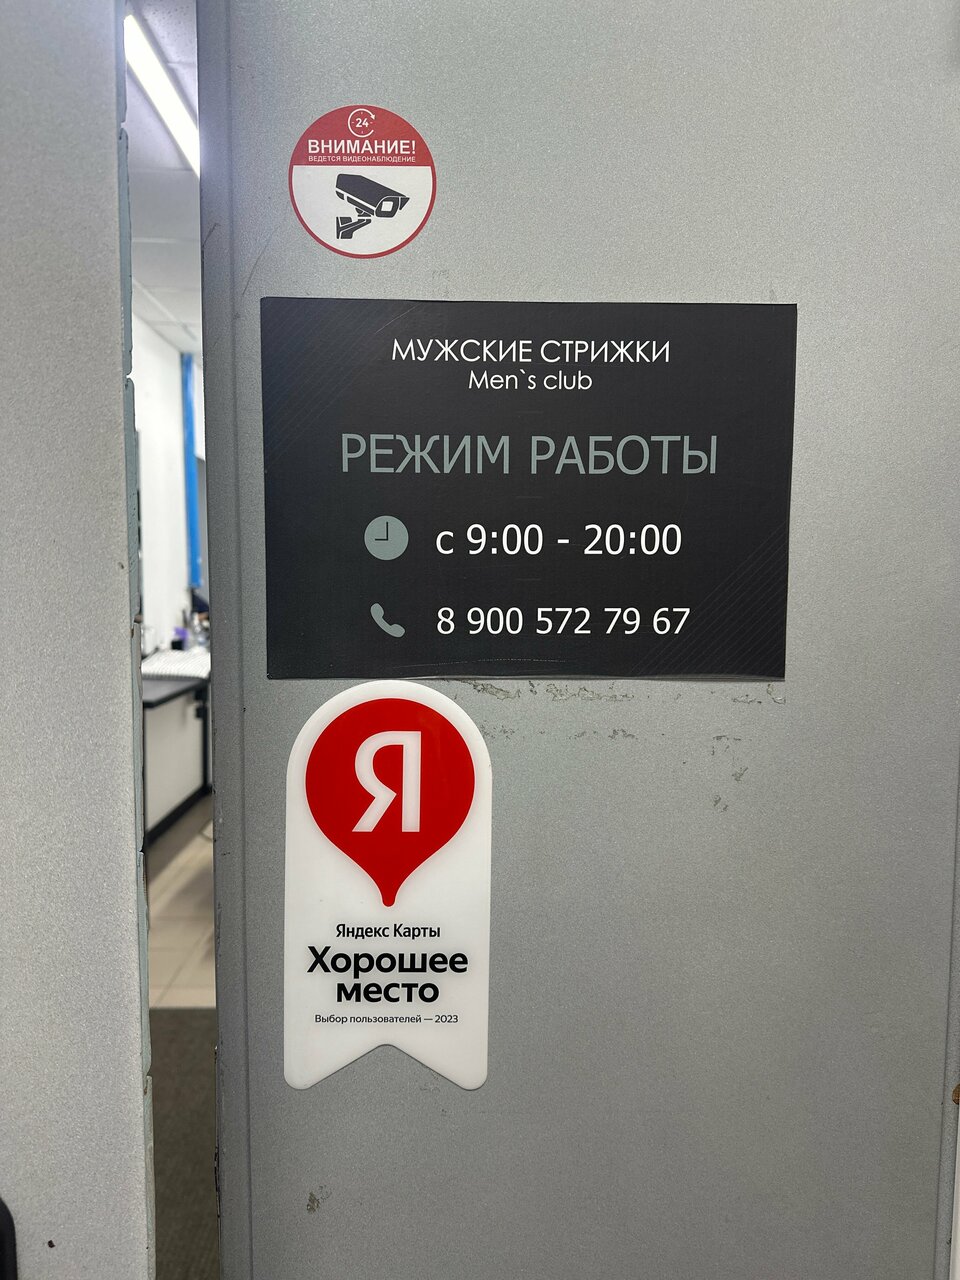 24
ВНИМАНИЕ!
ВЕДЕТСЯ ВИДЕОНАБЛЮДЕНИЕ
МУЖСКИЕ СТРИЖКИ
Men`s club
РЕЖИМ РАБОТЫ
с 9:00 - 20:00
8 900 572 79 67
Я
Яндекс Карты
Хорошее
место
Выбор пользователей — 2023